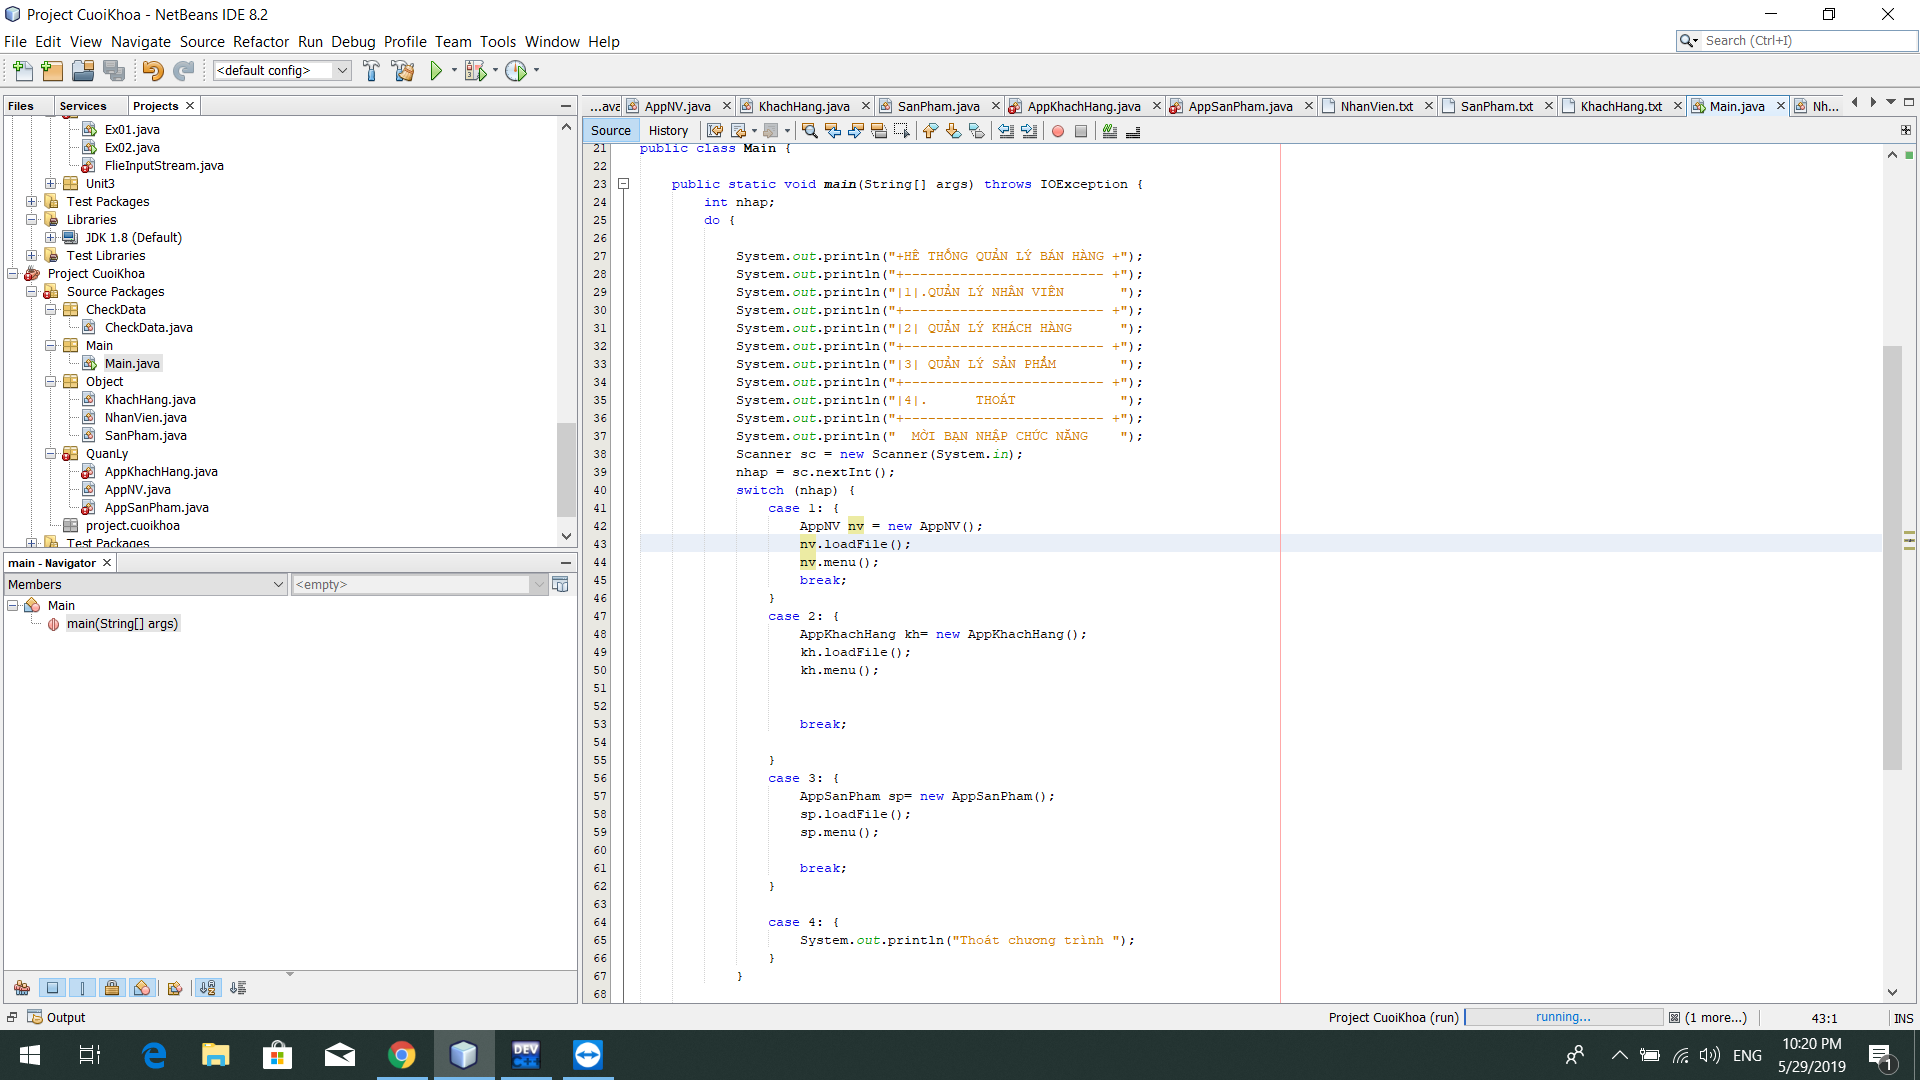 Project CuoiKhoa - NetBeans IDE 8.2
File Edit View Navigate Source Refactor Run Debug Profile Team Tools Window Help
Search (Ctrl+I)
<default config>
Files Services Projects
Ex01.java
Ex02.java
FlieInputStream.java
Unit3
Test Packages
Libraries
JDK 1.8 (Default)
Test Libraries
Project CuoiKhoa
Source Packages
CheckData
CheckData.java
Main
Main.java
Object
KhachHang.java
NhanVien.java
SanPham.java
QuanLy
AppKhachHang.java
AppNV.java
AppSanPham.java
project.cuoikhoa
Test Packages
main - Navigator
Members <empty>
Main
main(String[] args)
...ava AppNV.java KhachHang.java SanPham.java AppKhachHang.java AppSanPham.java NhanVien.txt SanPham.txt KhachHang.txt Main.java Nh...
Source History
21 public class Main {
22
23 public static void main(String[] args) throws IOException {
24 int nhap;
25 do {
26
27 System.out.println("+HỆ THỐNG QUẢN LÝ BÁN HÀNG +");
28 System.out.println("+------------------------- +");
29 System.out.println("|1|.QUẢN LÝ NHÂN VIÊN       ");
30 System.out.println("+------------------------- +");
31 System.out.println("|2| QUẢN LÝ KHÁCH HÀNG      ");
32 System.out.println("+------------------------- +");
33 System.out.println("|3| QUẢN LÝ SẢN PHẨM        ");
34 System.out.println("+------------------------- +");
35 System.out.println("|4|.      THOÁT             ");
36 System.out.println("+------------------------- +");
37 System.out.println("  MỜI BẠN NHẬP CHỨC NĂNG    ");
38 Scanner sc = new Scanner(System.in);
39 nhap = sc.nextInt();
40 switch (nhap) {
41 case 1: {
42 AppNV nv = new AppNV();
43 nv.loadFile();
44 nv.menu();
45 break;
46 }
47 case 2: {
48 AppKhachHang kh= new AppKhachHang();
49 kh.loadFile();
50 kh.menu();
51
52
53 break;
54
55 }
56 case 3: {
57 AppSanPham sp= new AppSanPham();
58 sp.loadFile();
59 sp.menu();
60
61 break;
62 }
63
64 case 4: {
65 System.out.println("Thoát chương trình ");
66 }
67 }
68
Output
Project CuoiKhoa (run) running... (1 more...) 43:1 INS
DEV C++
ENG
10:20 PM
5/29/2019
1